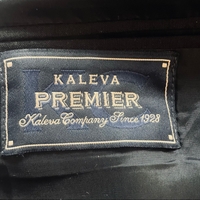 KALEVA
PREMIER
Kaleva Company Since 1928